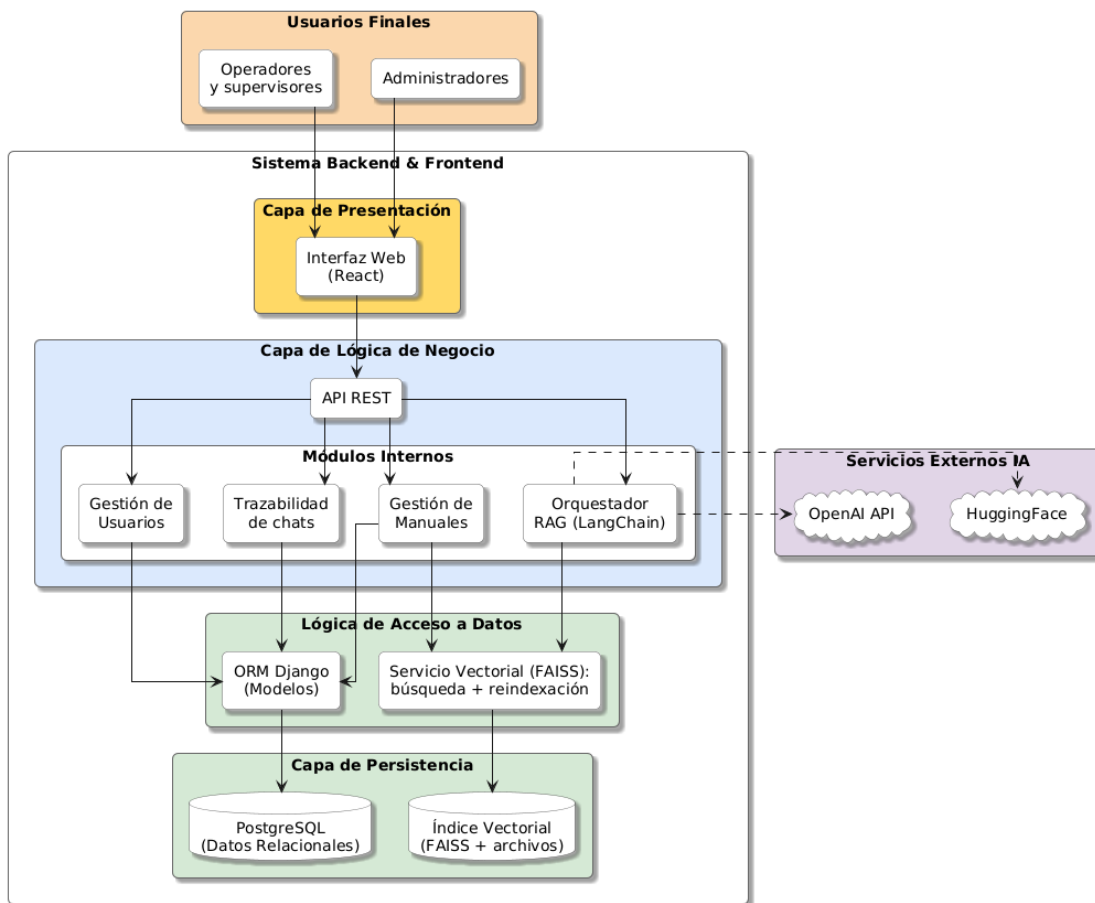 Usuarios Finales
Operadores
y supervisores
Administradores
Sistema Backend & Frontend
Capa de Presentación
Interfaz Web
(React)
Capa de Lógica de Negocio
API REST
Módulos Internos
Gestión de
Usuarios
Trazabilidad
de chats
Gestión de
Manuales
Orquestador
RAG (LangChain)
Servicios Externos IA
OpenAI API
HuggingFace
Lógica de Acceso a Datos
ORM Django
(Modelos)
Servicio Vectorial (FAISS):
búsqueda + reindexación
Capa de Persistencia
PostgreSQL
(Datos Relacionales)
Índice Vectorial
(FAISS + archivos)